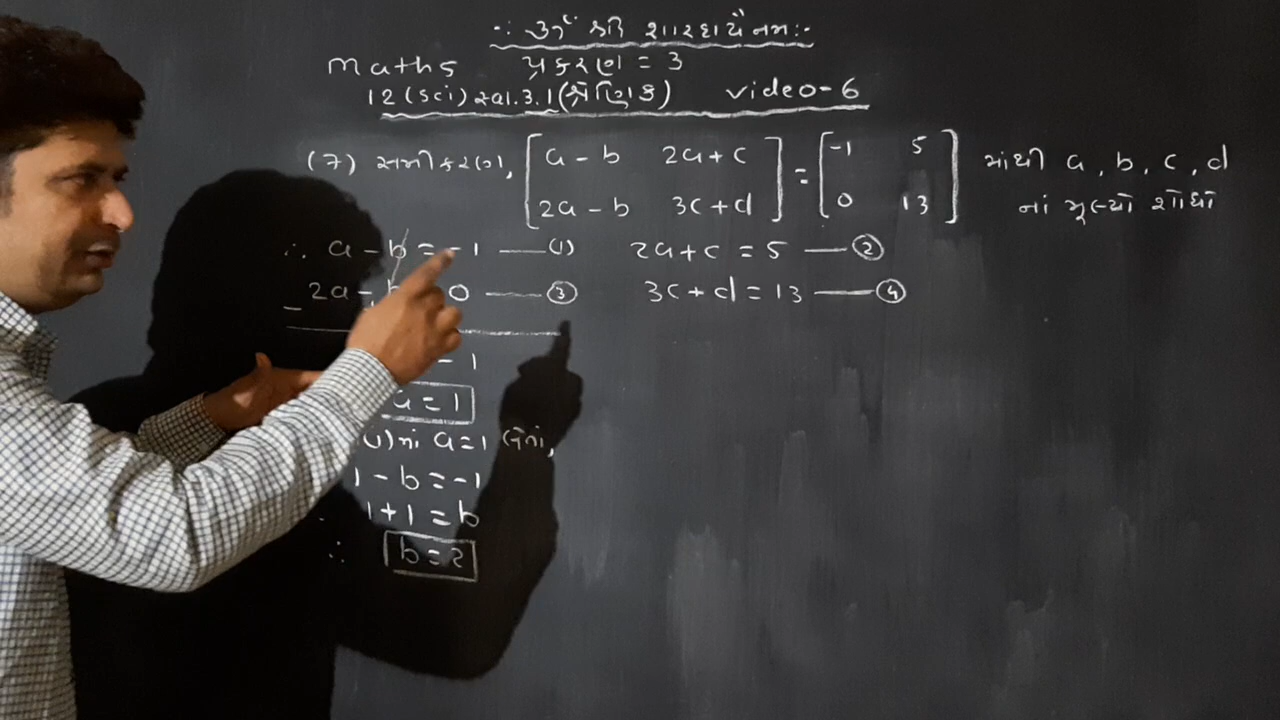 ૐ શ્રી શારદાયૈ નમઃ
Maths પ્રકરણ = 3
12 (sci) સ્વા. 3.1 (શ્રેણિક) video-6
(7) સમીકરણ, [ a - b 2a + c ] = [ -1 5 ] માંથી a, b, c, d
[ 2a - b 3c + d ] [ 0 13 ] નાં મૂલ્યો શોધો
∴ a - b = -1 —— (1) 2a + c = 5 —— ②
2a - b 0 —— ③ 3c + d = 13 —— ④
- 1
a = 1
(1) માં a = 1 લેતાં,
1 - b = -1
1 + 1 = b
∴ b = 2